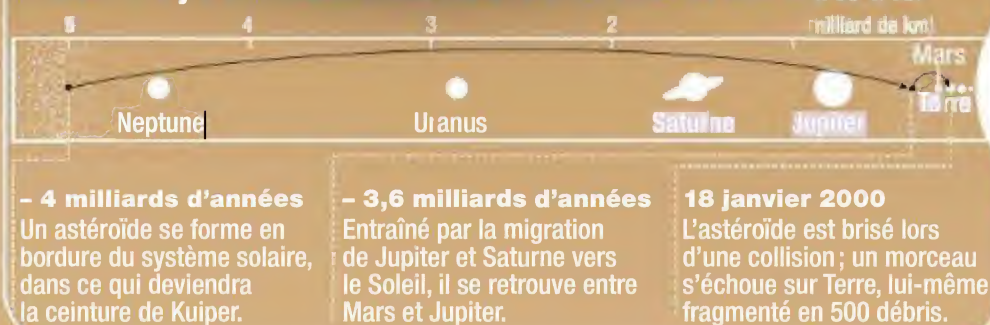 5 4 3 2 milliard de km
Mars
Neptune Uranus Saturne Jupiter Terre
– 4 milliards d'années
Un astéroïde se forme en
bordure du système solaire,
dans ce qui deviendra
la ceinture de Kuiper.
– 3,6 milliards d'années
Entraîné par la migration
de Jupiter et Saturne vers
le Soleil, il se retrouve entre
Mars et Jupiter.
18 janvier 2000
L'astéroïde est brisé lors
d'une collision ; un morceau
s'échoue sur Terre, lui-même
fragmenté en 500 débris.